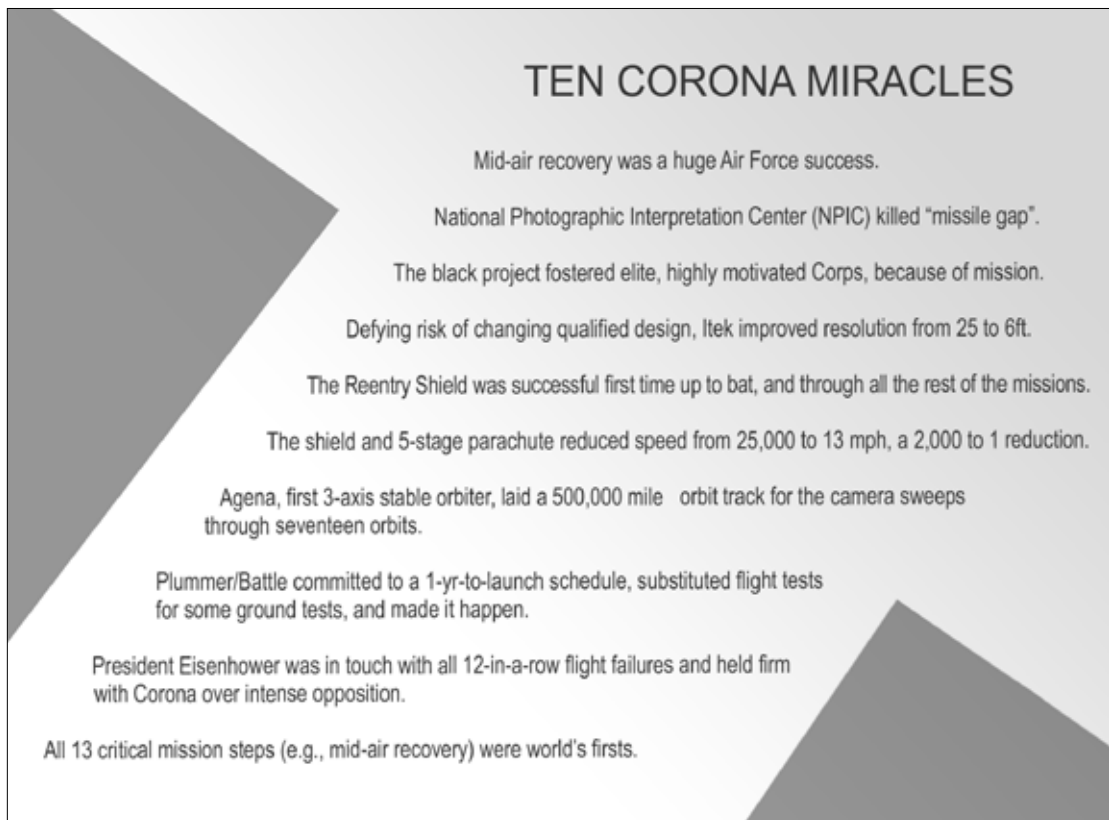 TEN CORONA MIRACLES
Mid-air recovery was a huge Air Force success.
National Photographic Interpretation Center (NPIC) killed “missile gap”.
The black project fostered elite, highly motivated Corps, because of mission.
Defying risk of changing qualified design, Itek improved resolution from 25 to 6ft.
The Reentry Shield was successful first time up to bat, and through all the rest of the missions.
The shield and 5-stage parachute reduced speed from 25,000 to 13 mph, a 2,000 to 1 reduction.
Agena, first 3-axis stable orbiter, laid a 500,000 mile orbit track for the camera sweeps
through seventeen orbits.
Plummer/Battle committed to a 1-yr-to-launch schedule, substituted flight tests
for some ground tests, and made it happen.
President Eisenhower was in touch with all 12-in-a-row flight failures and held firm
with Corona over intense opposition.
All 13 critical mission steps (e.g., mid-air recovery) were world’s firsts.